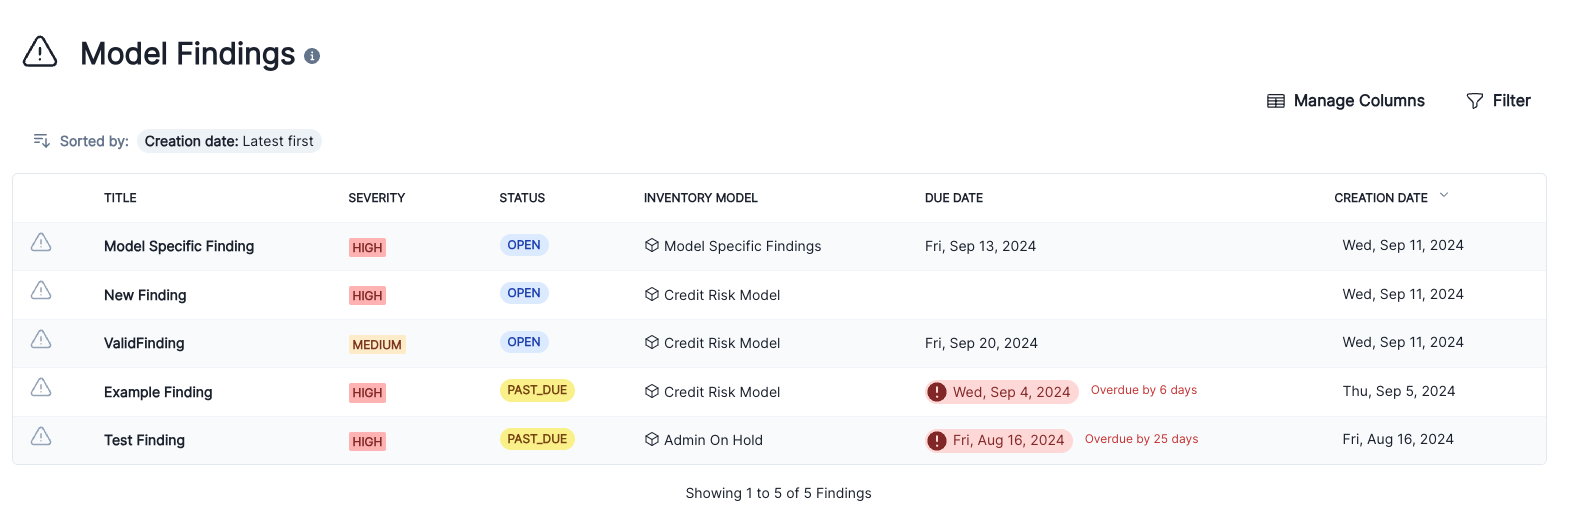 Model Findings
Manage Columns Filter
Sorted by: Creation date: Latest first
TITLE SEVERITY STATUS INVENTORY MODEL DUE DATE CREATION DATE
Model Specific Finding HIGH OPEN Model Specific Findings Fri, Sep 13, 2024 Wed, Sep 11, 2024
New Finding HIGH OPEN Credit Risk Model Wed, Sep 11, 2024
ValidFinding MEDIUM OPEN Credit Risk Model Fri, Sep 20, 2024 Wed, Sep 11, 2024
Example Finding HIGH PAST_DUE Credit Risk Model Wed, Sep 4, 2024 Overdue by 6 days Thu, Sep 5, 2024
Test Finding HIGH PAST_DUE Admin On Hold Fri, Aug 16, 2024 Overdue by 25 days Fri, Aug 16, 2024
Showing 1 to 5 of 5 Findings